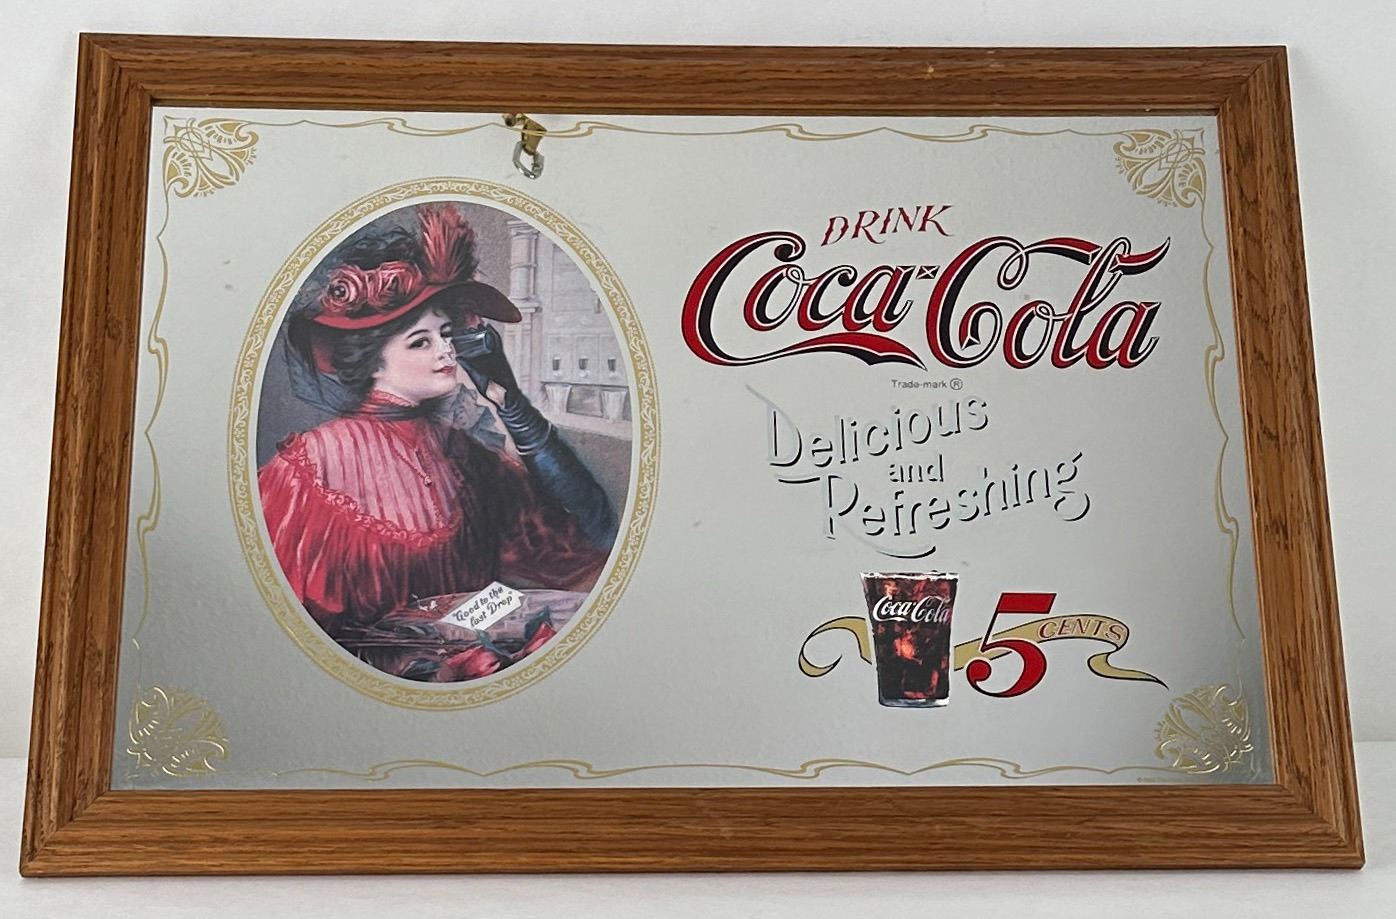 DRINK
Coca-Cola
Trade-mark ®
Delicious
and
Refreshing
"Good to the
last Drop"
Coca-Cola
5
CENTS